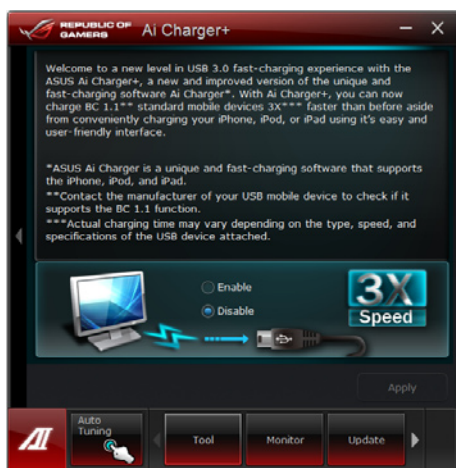 REPUBLIC OF
GAMERS
Ai Charger+
Welcome to a new level in USB 3.0 fast-charging experience with the
ASUS Ai Charger+, a new and improved version of the unique and
fast-charging software Ai Charger*. With Ai Charger+, you can now
charge BC 1.1** standard mobile devices 3X*** faster than before aside
from conveniently charging your iPhone, iPod, or iPad using it's easy and
user-friendly interface.
*ASUS Ai Charger is a unique and fast-charging software that supports
the iPhone, iPod, and iPad.
**Contact the manufacturer of your USB mobile device to check if it
supports the BC 1.1 function.
***Actual charging time may vary depending on the type, speed, and
specifications of the USB device attached.
Enable
Disable
3X
Speed
Apply
AI
Auto
Tuning
Tool
Monitor
Update